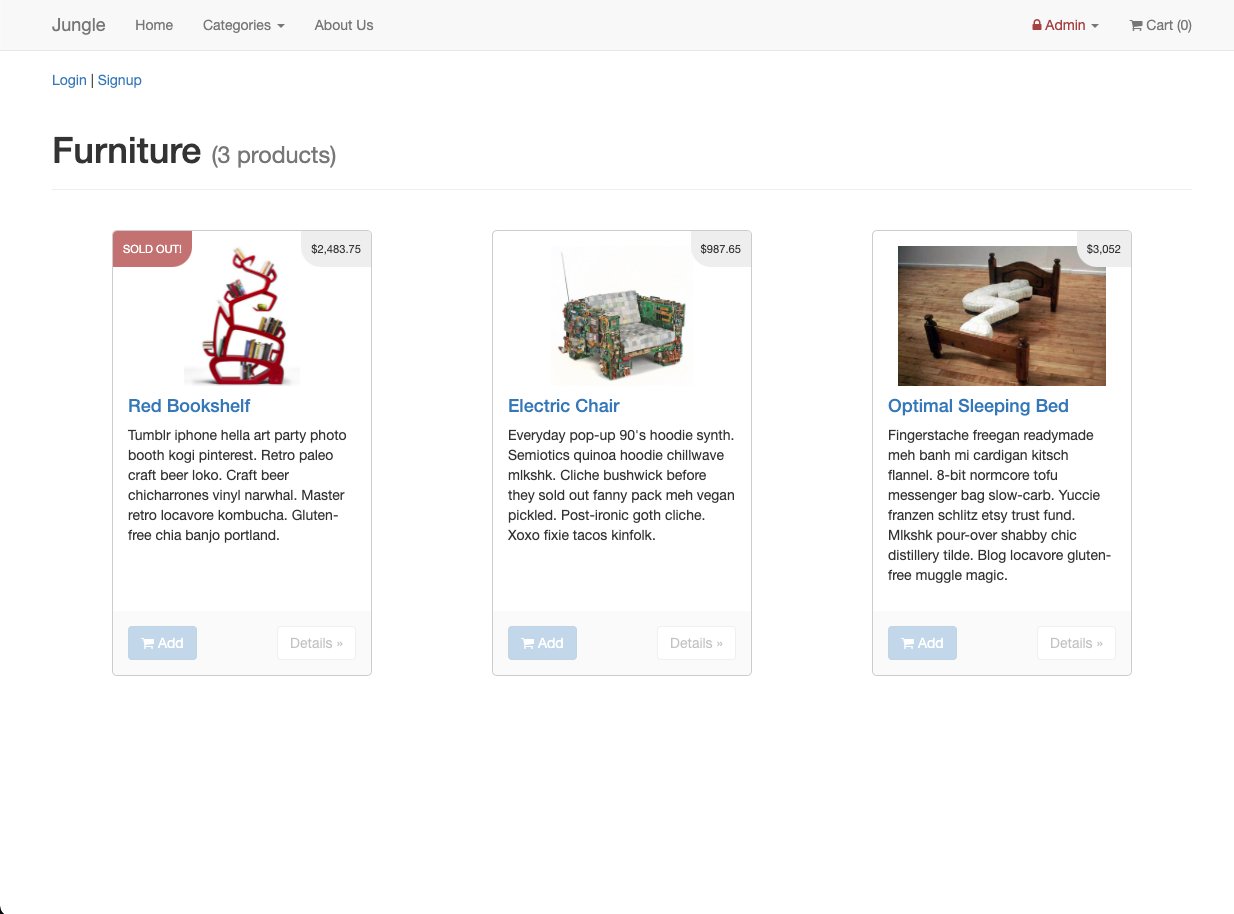 Jungle Home Categories About Us Admin Cart (0)
Login | Signup
Furniture (3 products)
SOLD OUT! $2,483.75
Red Bookshelf
Tumblr iphone hella art party photo
booth kogi pinterest. Retro paleo
craft beer loko. Craft beer
chicharrones vinyl narwhal. Master
retro locavore kombucha. Gluten-
free chia banjo portland.
Add Details »
$987.65
Electric Chair
Everyday pop-up 90's hoodie synth.
Semiotics quinoa hoodie chillwave
mlkshk. Cliche bushwick before
they sold out fanny pack meh vegan
pickled. Post-ironic goth cliche.
Xoxo fixie tacos kinfolk.
Add Details »
$3,052
Optimal Sleeping Bed
Fingerstache freegan readymade
meh banh mi cardigan kitsch
flannel. 8-bit normcore tofu
messenger bag slow-carb. Yuccie
franzen schlitz etsy trust fund.
Mlkshk pour-over shabby chic
distillery tilde. Blog locavore gluten-
free muggle magic.
Add Details »